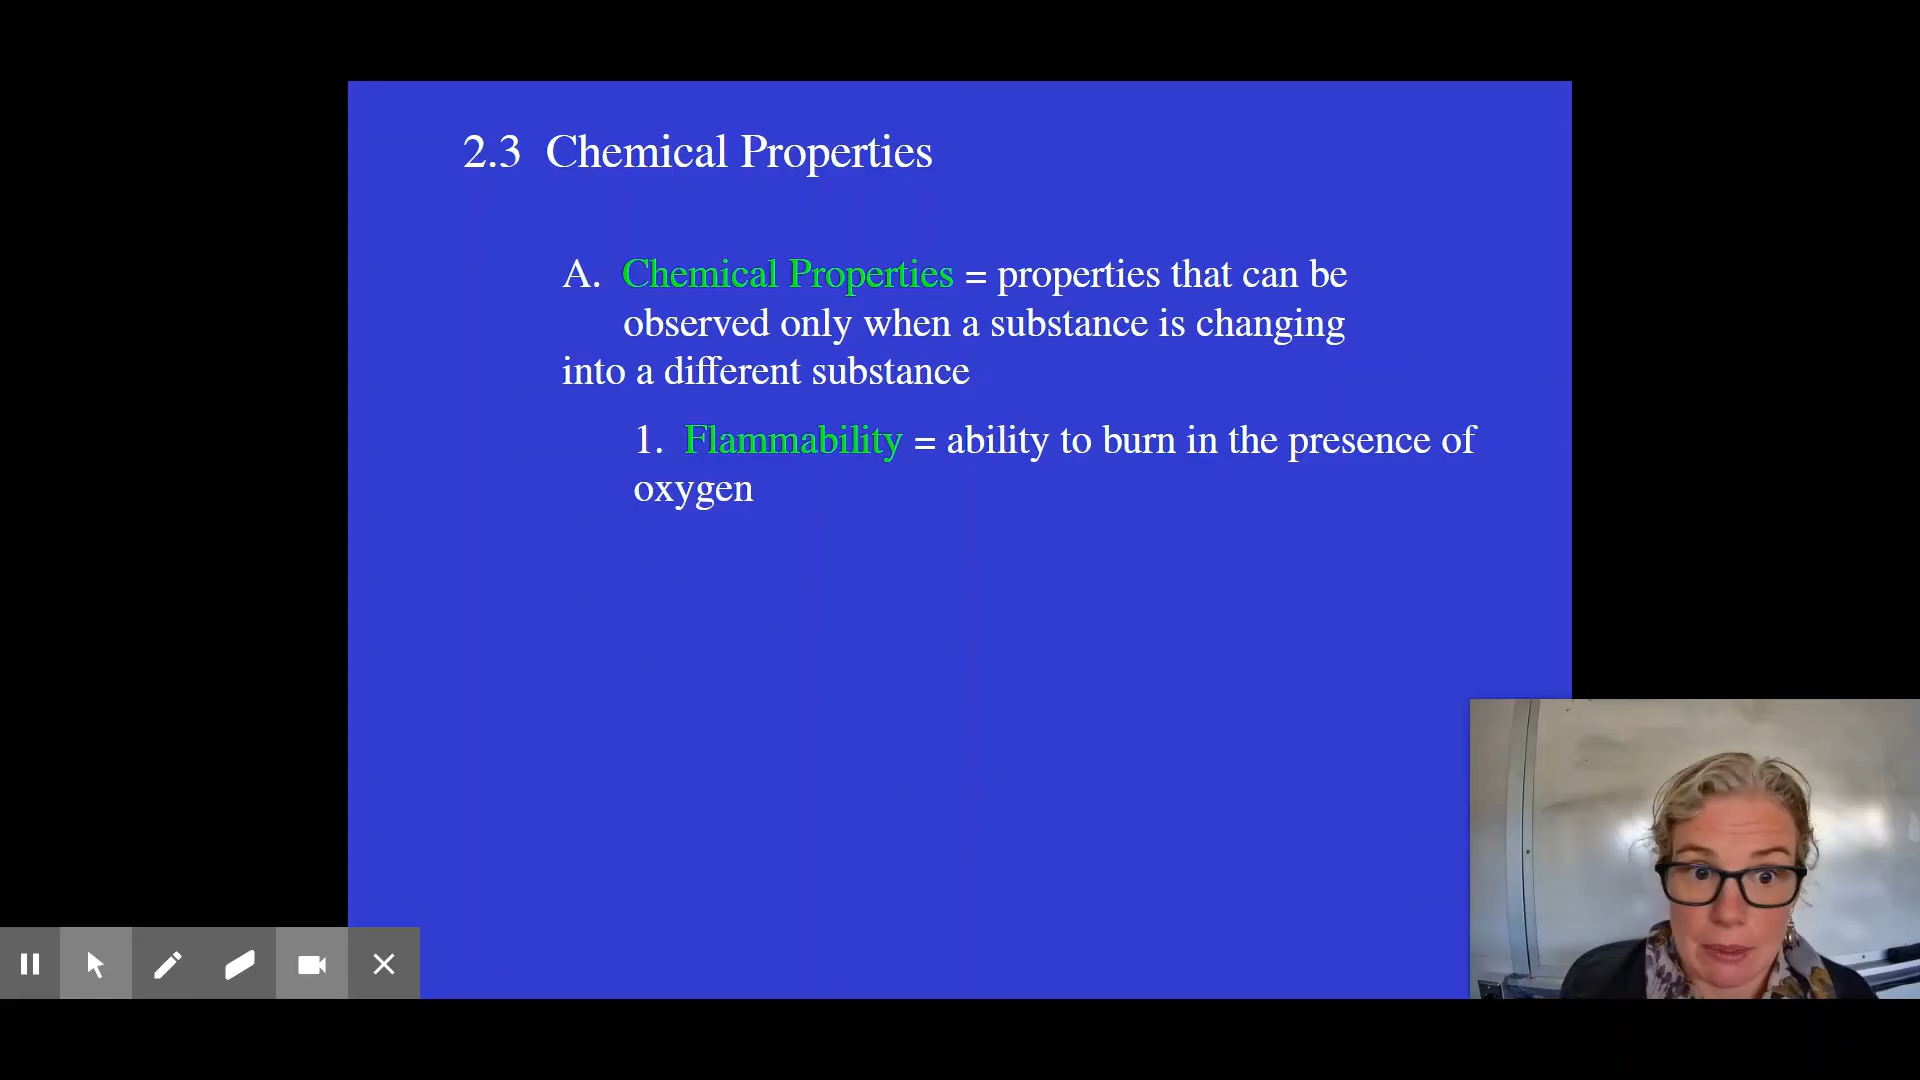 2.3 Chemical Properties
A. Chemical Properties = properties that can be
observed only when a substance is changing
into a different substance
1. Flammability = ability to burn in the presence of
oxygen